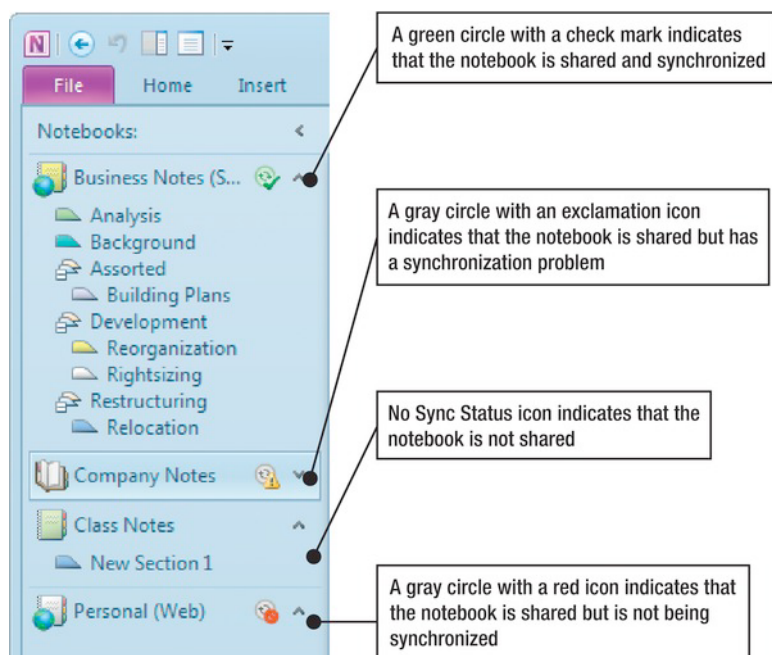 A green circle with a check mark indicates
that the notebook is shared and synchronized
File Home Insert
Notebooks:
Business Notes (S...
Analysis
Background
Assorted
Building Plans
Development
Reorganization
Rightsizing
Restructuring
Relocation
A gray circle with an exclamation icon
indicates that the notebook is shared but has
a synchronization problem
No Sync Status icon indicates that the
notebook is not shared
Company Notes
Class Notes
New Section 1
Personal (Web)
A gray circle with a red icon indicates that
the notebook is shared but is not being
synchronized